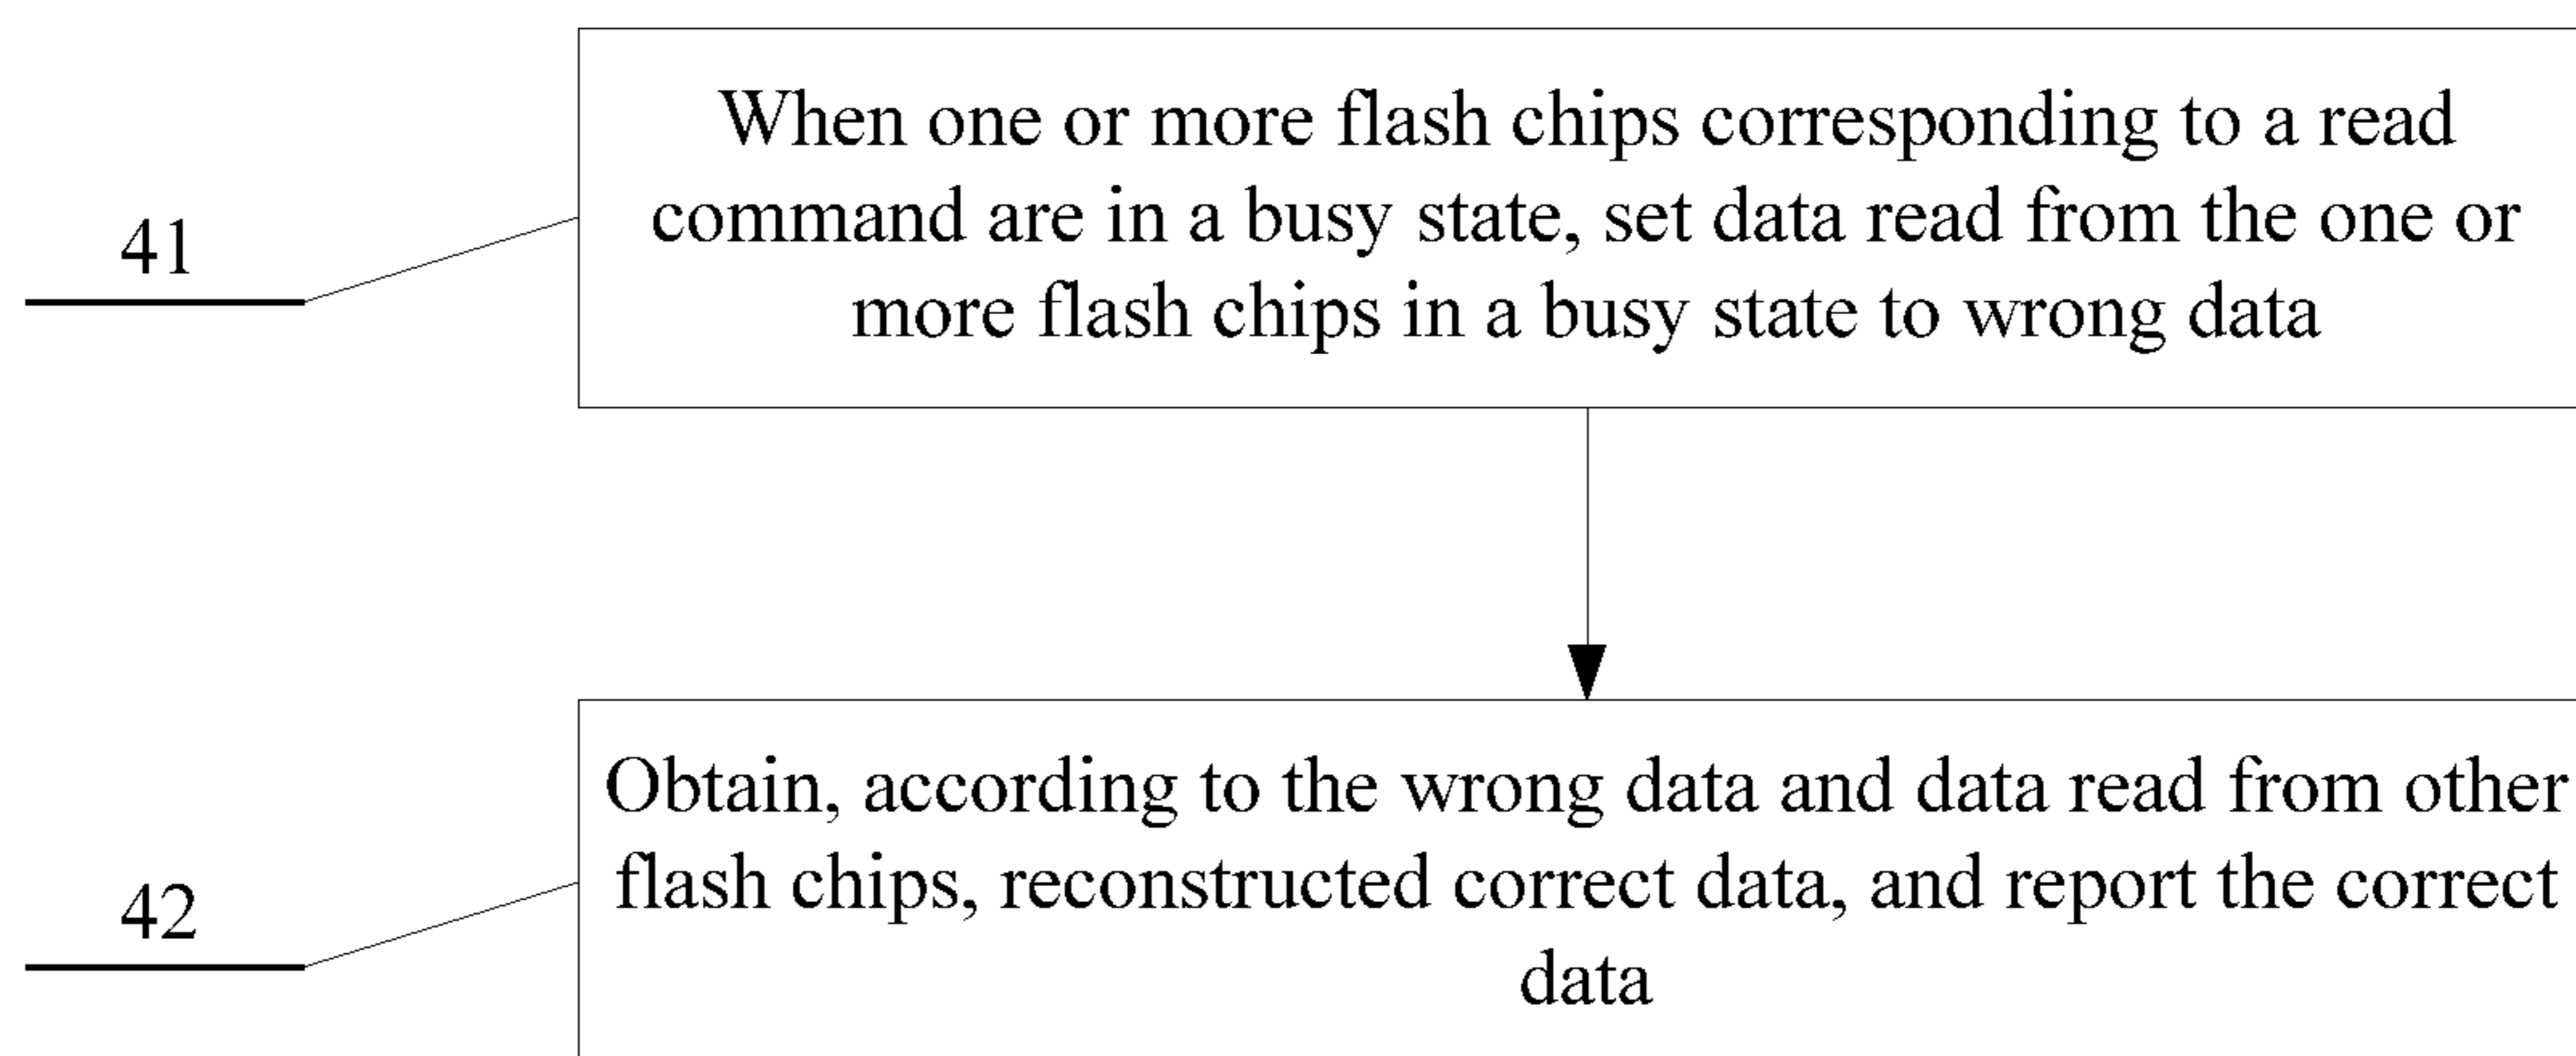 When one or more flash chips corresponding to a read
command are in a busy state, set data read from the one or
more flash chips in a busy state to wrong data
41
Obtain, according to the wrong data and data read from other
flash chips, reconstructed correct data, and report the correct
data
42